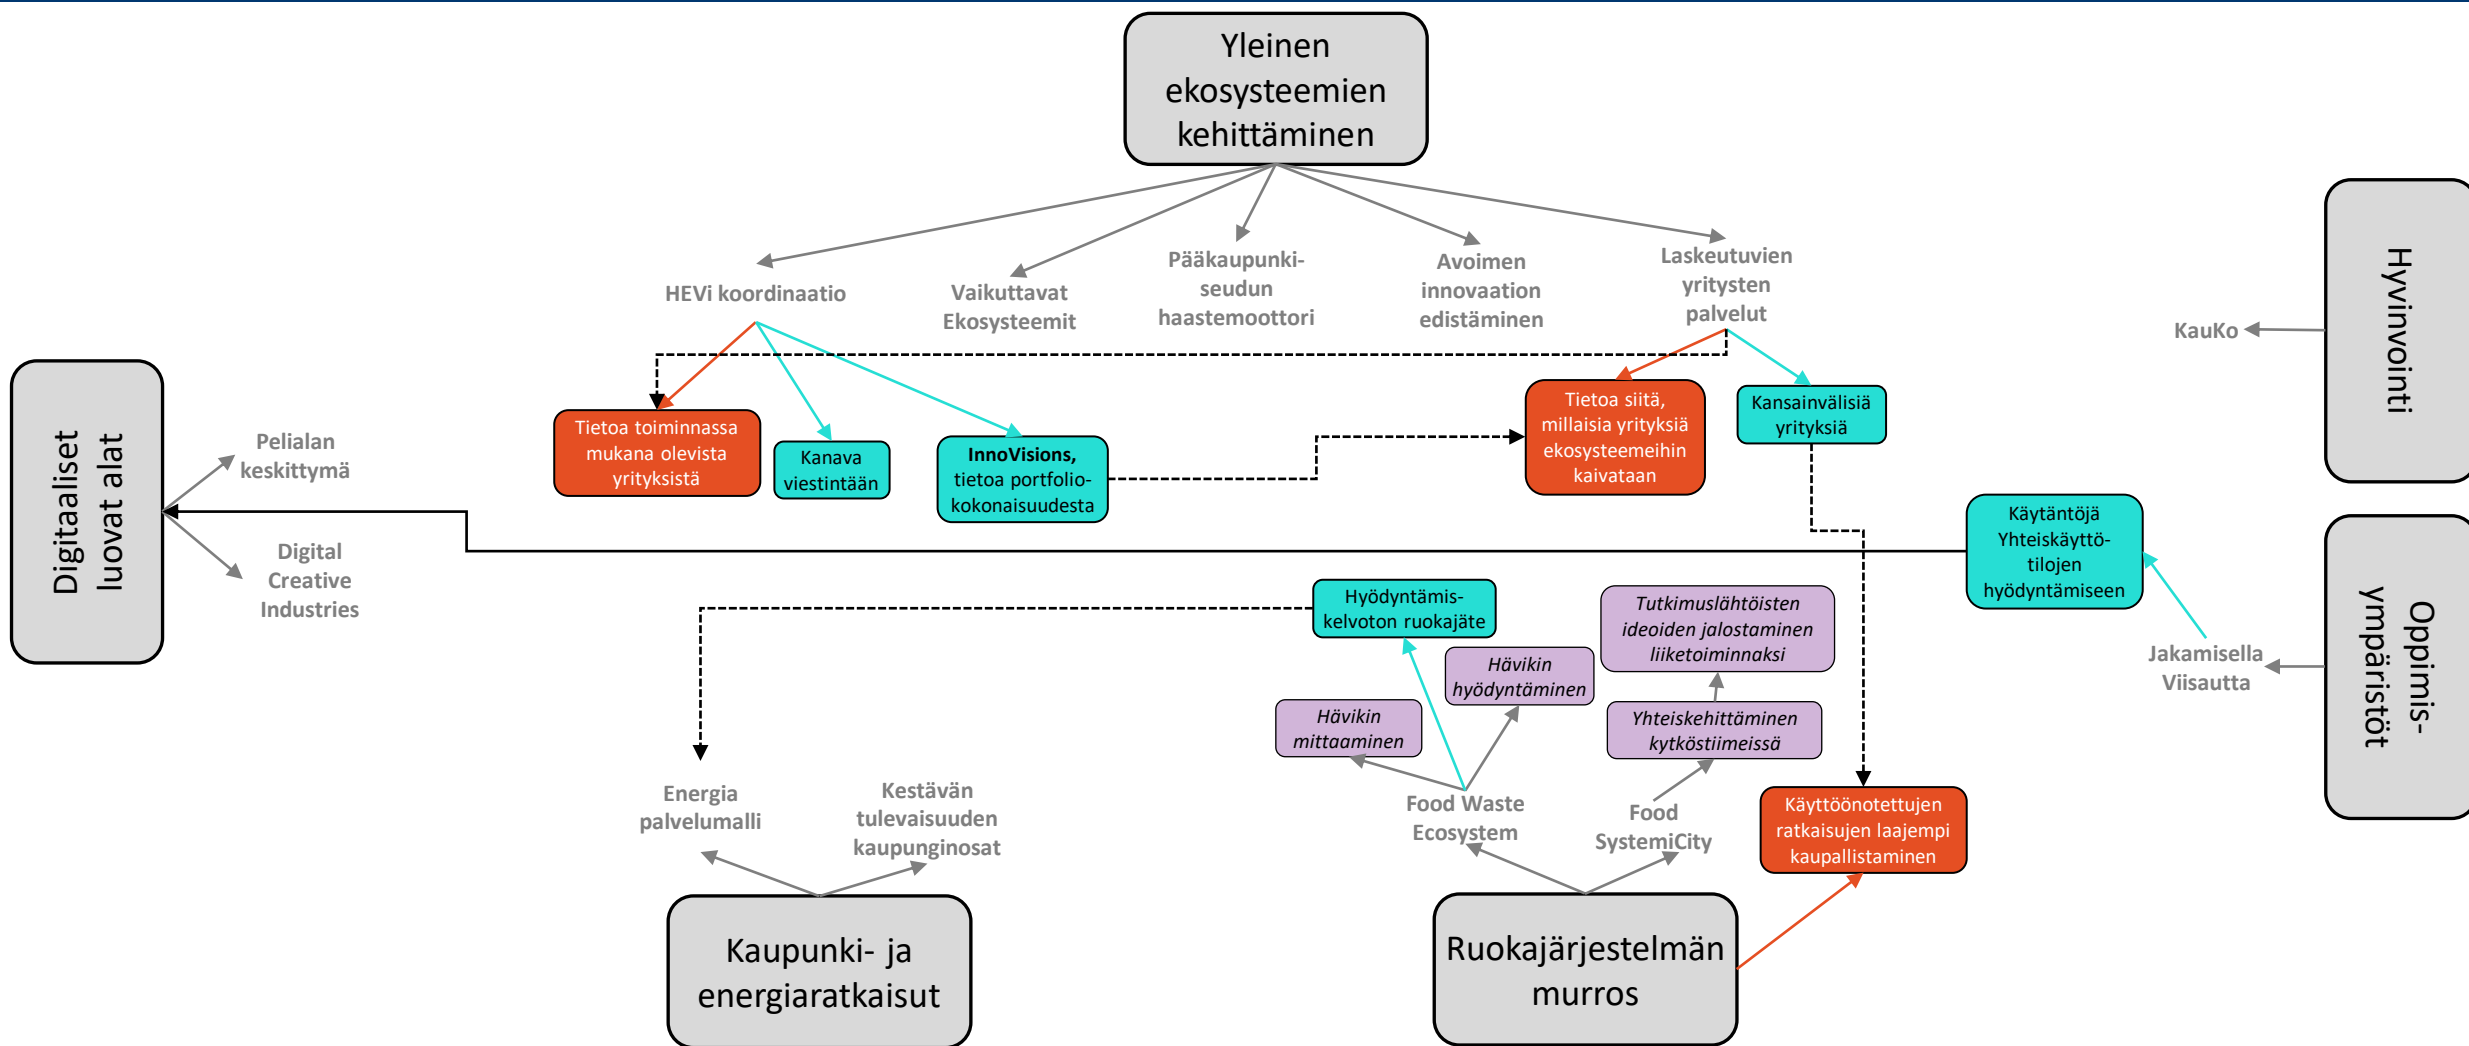 Yleinen
ekosysteemien
kehittäminen
HEVi koordinaatio
Vaikuttavat
Ekosysteemit
Pääkaupunki-
seudun
haastemoottori
Avoimen
innovaation
edistäminen
Laskeutuvien
yritysten
palvelut
Hyvinvointi
KauKo
Digitaaliset
luovat alat
Pelialan
keskittymä
Digital
Creative
Industries
Tietoa toiminnassa
mukana olevista
yrityksistä
Kanava
viestintään
InnoVisions,
tietoa portfolio-
kokonaisuudesta
Tietoa siitä,
millaisia yrityksiä
ekosysteemeihin
kaivataan
Kansainvälisiä
yrityksiä
Käytäntöjä
Yhteiskäyttö-
tilojen
hyödyntämiseen
Oppimis-
ympäristöt
Jakamisella
Viisautta
Hyödyntämis-
kelvoton ruokajäte
Tutkimuslähtöisten
ideoiden jalostaminen
liiketoiminnaksi
Hävikin
hyödyntäminen
Hävikin
mittaaminen
Yhteiskehittäminen
kytköstiimeissä
Energia
palvelumalli
Kestävän
tulevaisuuden
kaupunginosat
Food Waste
Ecosystem
Food
SystemiCity
Käyttöönotettujen
ratkaisujen laajempi
kaupallistaminen
Kaupunki- ja
energiaratkaisut
Ruokajärjestelmän
murros